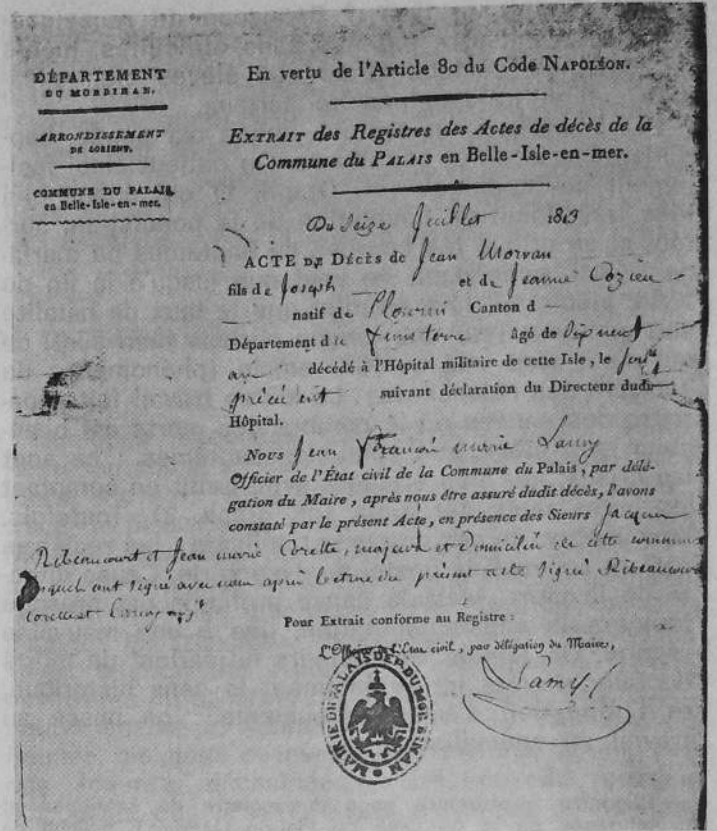 DÉPARTEMENT
DU MORBIHAN.
ARRONDISSEMENT
DE LORIENT.
COMMUNE DU PALAIS
en Belle-Isle-en-mer.
En vertu de l'Article 80 du Code NAPOLÉON.
EXTRAIT des Registres des Actes de décès de la
Commune du PALAIS en Belle-Isle-en-mer.
Du Seize Juillet 1813
ACTE DE Décès de Jean Morvan
fils de Joseph et de Jeanne Cozien
natif de Canton d
Département du Finisterre âgé de dix neuf
ans décédé à l'Hôpital militaire de cette Isle, le jour
précédent suivant déclaration du Directeur dudit
Hôpital.
Nous Jean François marie Lamy
Officier de l'État civil de la Commune du Palais, par délé-
gation du Maire, après nous être assuré dudit décès, l'avons
constaté par le présent Acte, en présence des Sieurs Jacques
Ribeaucourt et Jean marie Corette, majeurs et domiciliés de cette commune
lesquels ont signé avec nous après lecture du présent acte signé Ribeaucourt
Corette et Lamy
Pour Extrait conforme au Registre :
L'Officier de l'Etat civil, par délégation du Maire,
Lamy
MAIRIE DE PALAIS DEP. DU MORBIHAN